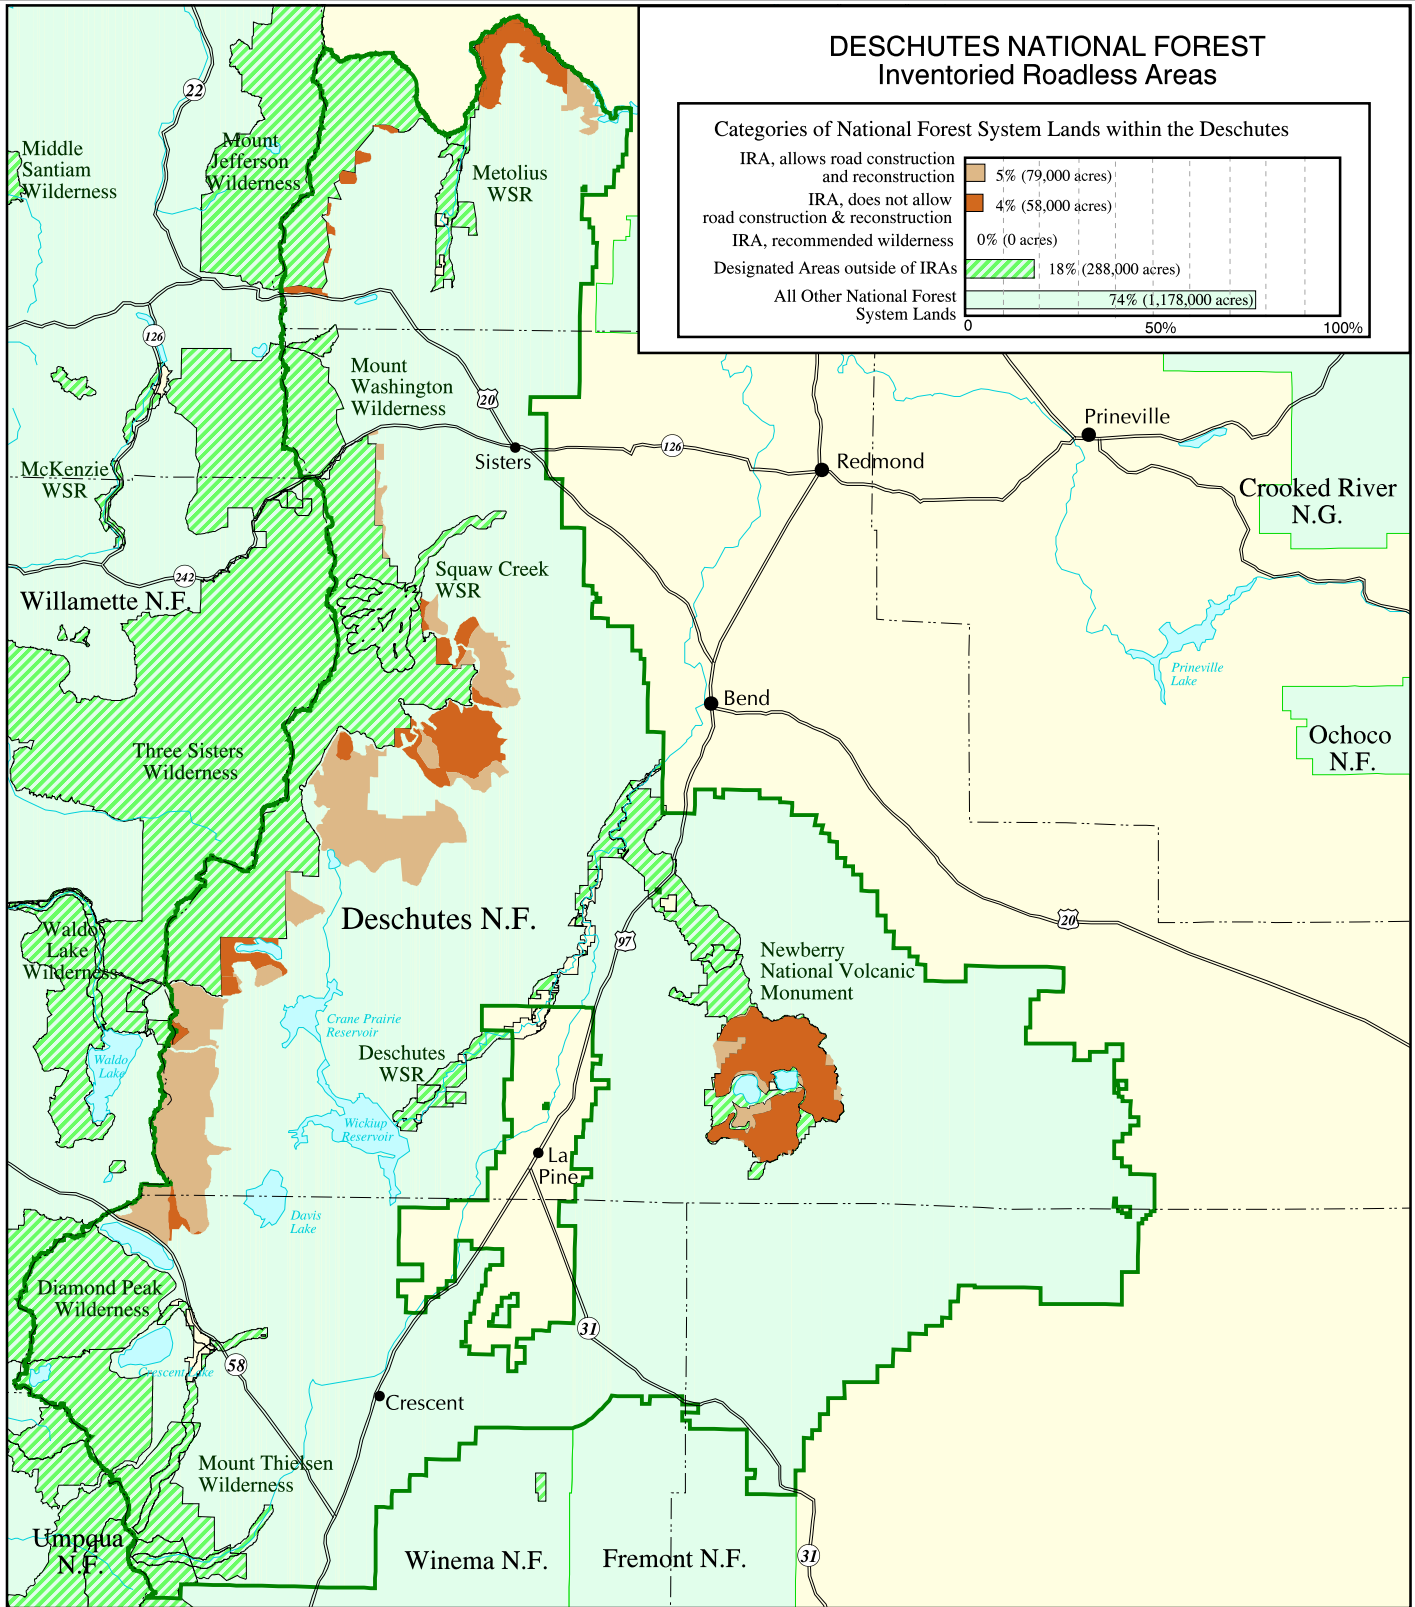 DESCHUTES NATIONAL FOREST
Inventoried Roadless Areas
Categories of National Forest System Lands within the Deschutes
IRA, allows road construction
and reconstruction
5% (79,000 acres)
IRA, does not allow
road construction & reconstruction
4% (58,000 acres)
IRA, recommended wilderness
0% (0 acres)
Designated Areas outside of IRAs
18% (288,000 acres)
All Other National Forest
System Lands
74% (1,178,000 acres)
0
50%
100%
22
Middle
Santiam
Wilderness
Mount
Jefferson
Wilderness
Metolius
WSR
126
Mount
Washington
Wilderness
20
Sisters
126
Redmond
Prineville
McKenzie
WSR
Crooked River
N.G.
242
Squaw Creek
WSR
Willamette N.F.
Prineville
Lake
Bend
Three Sisters
Wilderness
Ochoco
N.F.
Deschutes N.F.
20
97
Waldo
Lake
Wilderness
Newberry
National Volcanic
Monument
Crane Prairie
Reservoir
Waldo
Lake
Deschutes
WSR
Wickiup
Reservoir
La
Pine
Davis
Lake
Diamond Peak
Wilderness
31
Crescent Lake
58
Crescent
Mount Thielsen
Wilderness
Umpqua
N.F.
Winema N.F.
Fremont N.F.
31